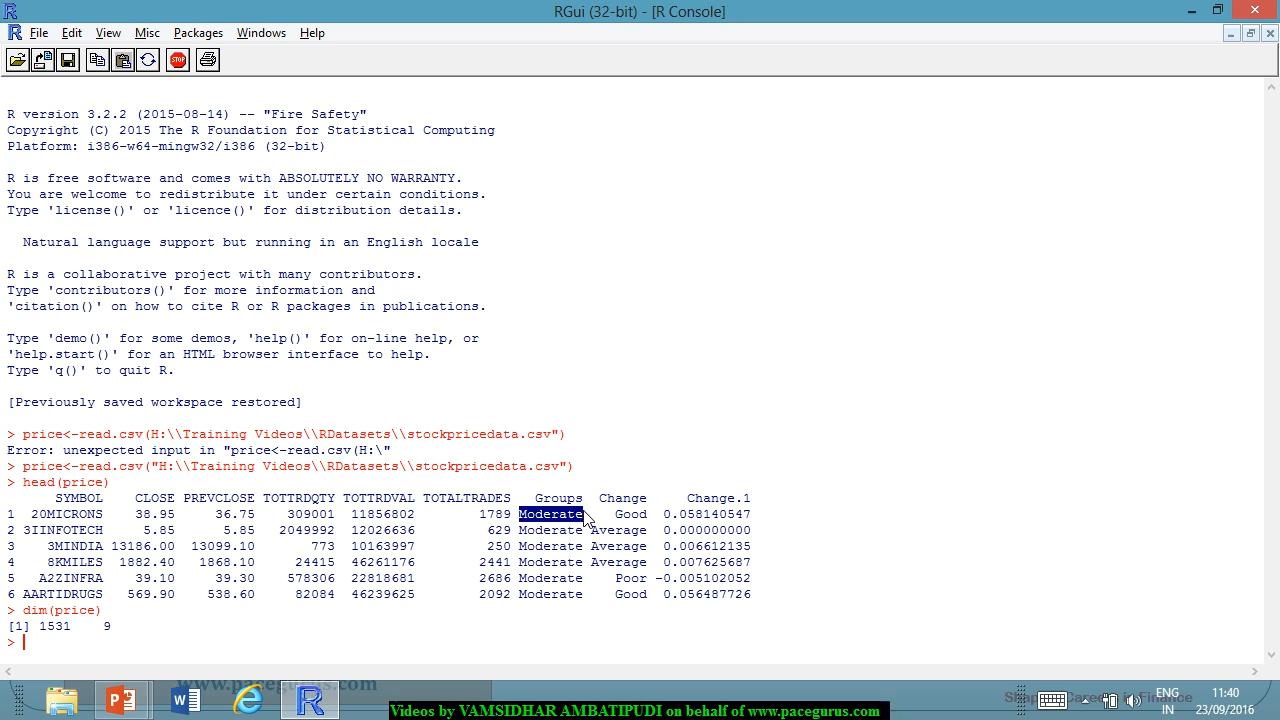 RGui (32-bit) - [R Console]
File Edit View Misc Packages Windows Help
STOP
R version 3.2.2 (2015-08-14) -- "Fire Safety"
Copyright (C) 2015 The R Foundation for Statistical Computing
Platform: i386-w64-mingw32/i386 (32-bit)
R is free software and comes with ABSOLUTELY NO WARRANTY.
You are welcome to redistribute it under certain conditions.
Type 'license()' or 'licence()' for distribution details.
Natural language support but running in an English locale
R is a collaborative project with many contributors.
Type 'contributors()' for more information and
'citation()' on how to cite R or R packages in publications.
Type 'demo()' for some demos, 'help()' for on-line help, or
'help.start()' for an HTML browser interface to help.
Type 'q()' to quit R.
[Previously saved workspace restored]
> price<-read.csv(H:\\Training Videos\\RDatasets\\stockpricedata.csv")
Error: unexpected input in "price<-read.csv(H:\"
> price<-read.csv("H:\\Training Videos\\RDatasets\\stockpricedata.csv")
> head(price)
SYMBOL CLOSE PREVCLOSE TOTTRDQTY TOTTRDVAL TOTALTRADES Groups Change Change.1
1 20MICRONS 38.95 36.75 309001 11856802 1789 Moderate Good 0.058140547
2 3IINFOTECH 5.85 5.85 2049992 12026636 629 Moderate Average 0.000000000
3 3MINDIA 13186.00 13099.10 773 10163997 250 Moderate Average 0.006612135
4 8KMILES 1882.40 1868.10 24415 46261176 2441 Moderate Average 0.007625687
5 A2ZINFRA 39.10 39.30 578306 22818681 2686 Moderate Poor -0.005102052
6 AARTIDRUGS 569.90 538.60 82084 46239625 2092 Moderate Good 0.056487726
> dim(price)
[1] 1531 9
>
www.pacegurus.com
ENG 11:40
IN 23/09/2016
Videos by VAMSIDHAR AMBATIPUDI on behalf of www.pacegurus.com